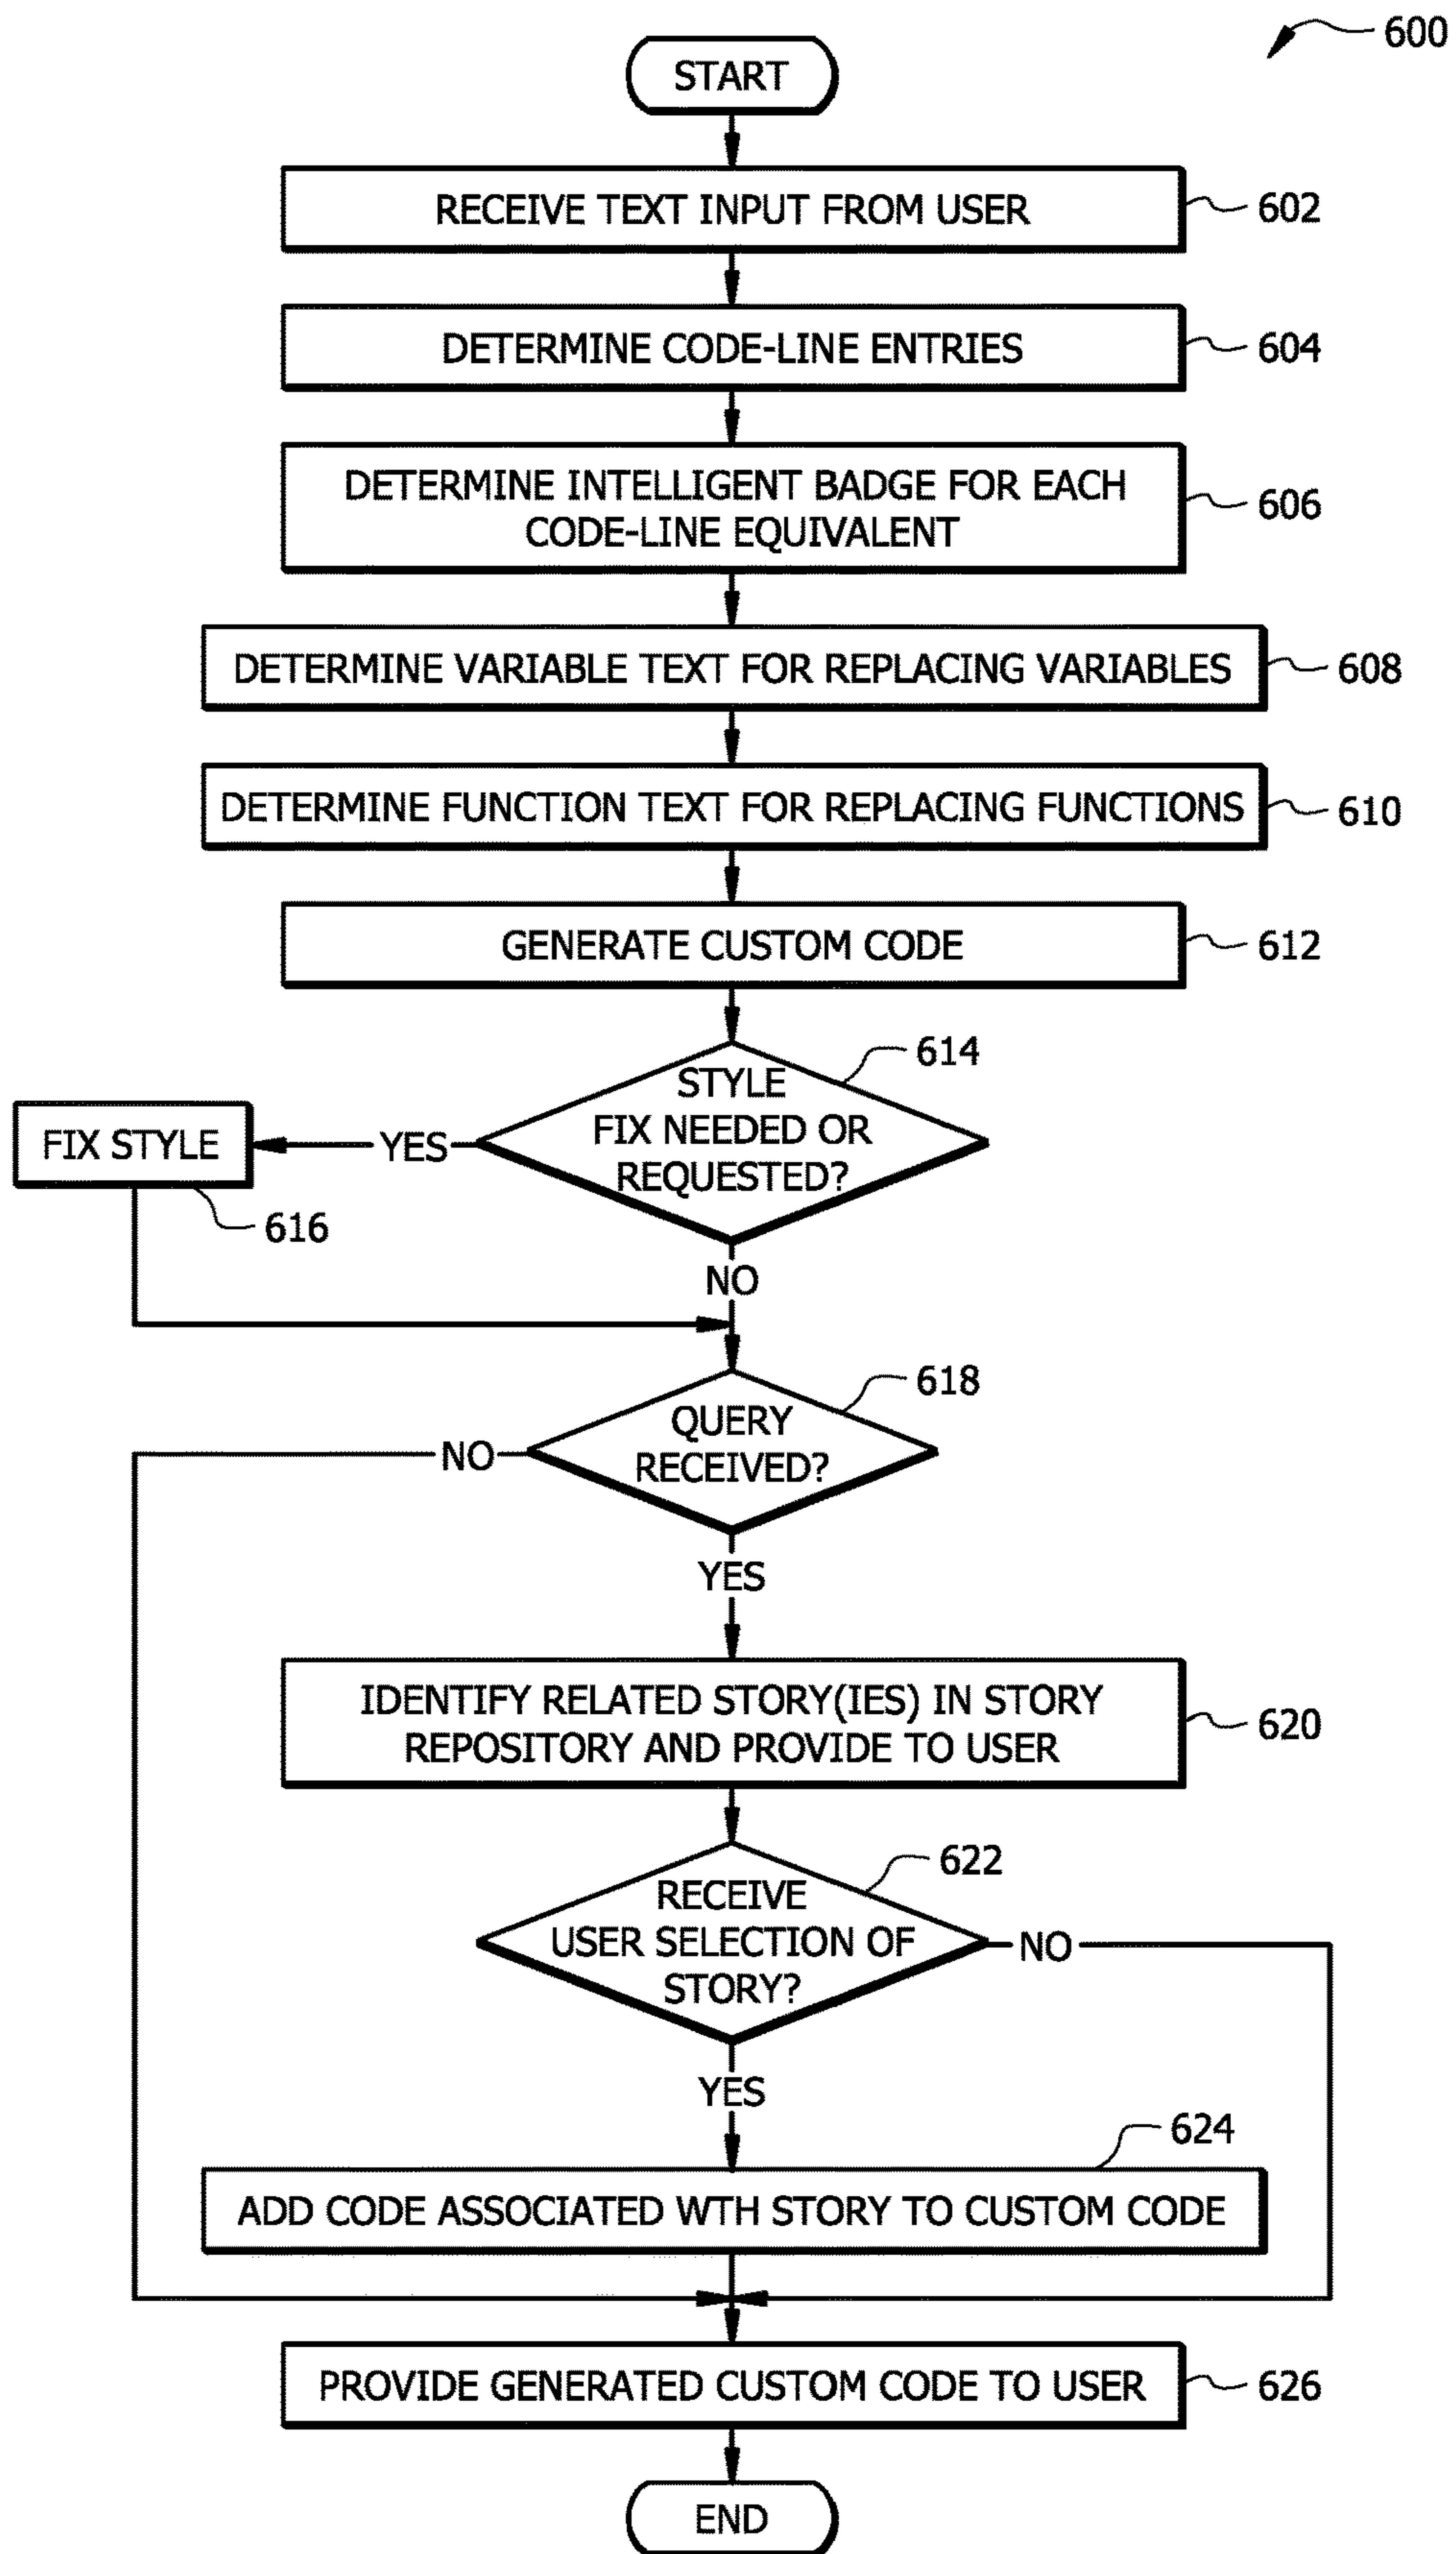 600
START
RECEIVE TEXT INPUT FROM USER
602
DETERMINE CODE-LINE ENTRIES
604
DETERMINE INTELLIGENT BADGE FOR EACH
CODE-LINE EQUIVALENT
606
DETERMINE VARIABLE TEXT FOR REPLACING VARIABLES
608
DETERMINE FUNCTION TEXT FOR REPLACING FUNCTIONS
610
GENERATE CUSTOM CODE
612
614
STYLE
FIX NEEDED OR
REQUESTED?
YES
FIX STYLE
616
NO
618
QUERY
RECEIVED?
NO
YES
IDENTIFY RELATED STORY(IES) IN STORY
REPOSITORY AND PROVIDE TO USER
620
622
RECEIVE
USER SELECTION OF
STORY?
NO
YES
624
ADD CODE ASSOCIATED WTH STORY TO CUSTOM CODE
PROVIDE GENERATED CUSTOM CODE TO USER
626
END